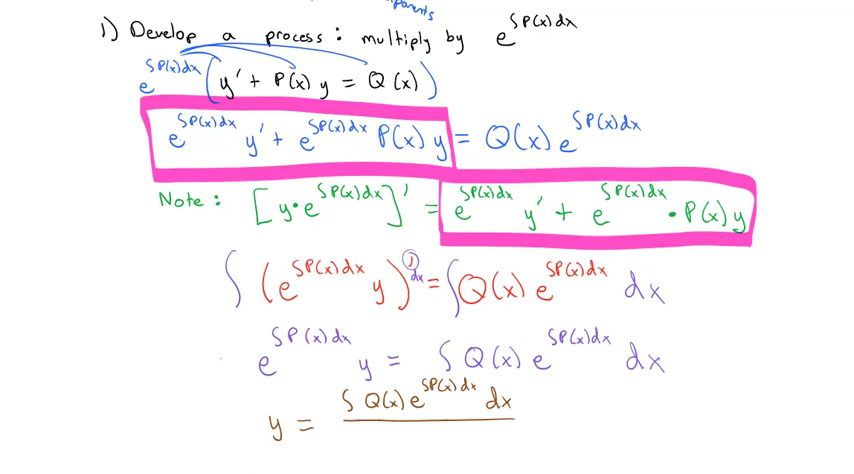 components
1) Develop a process: multiply by e^{∫P(x)dx}
e^{∫P(x)dx} (y' + P(x) y = Q(x))
e^{∫P(x)dx} y' + e^{∫P(x)dx} P(x) y = Q(x) e^{∫P(x)dx}
Note: [y • e^{∫P(x)dx}]' = e^{∫P(x)dx} y' + e^{∫P(x)dx} • P(x) y
∫ (e^{∫P(x)dx} y)' dx = ∫ Q(x) e^{∫P(x)dx} dx
e^{∫P(x)dx} y = ∫ Q(x) e^{∫P(x)dx} dx
y = ∫ Q(x) e^{∫P(x)dx} dx